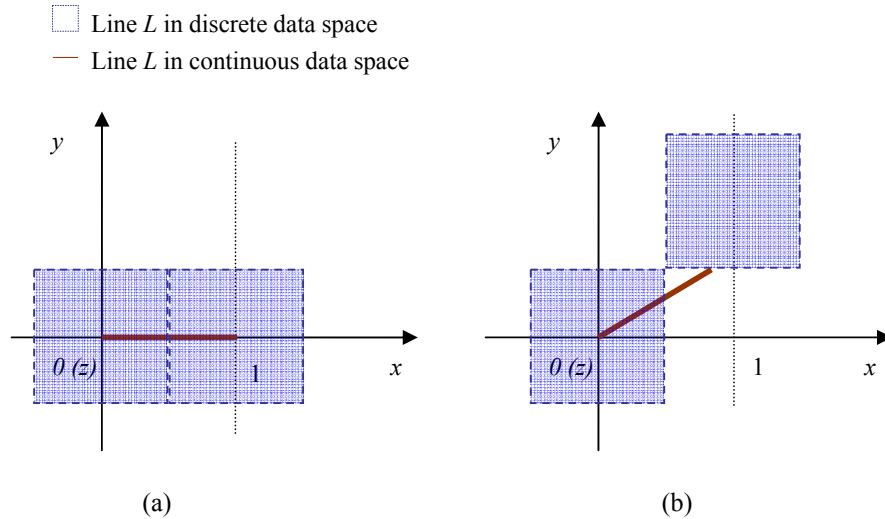 Line L in discrete data space
Line L in continuous data space
y
0 (z)
1
x
(a)
y
0 (z)
1
x
(b)